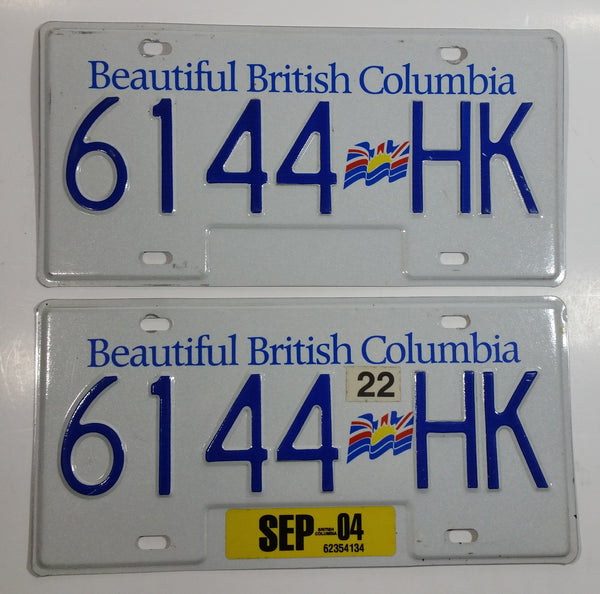 Beautiful British Columbia
6144 HK
Beautiful British Columbia
22
6144 HK
SEP BRITISH COLUMBIA 04
62354134